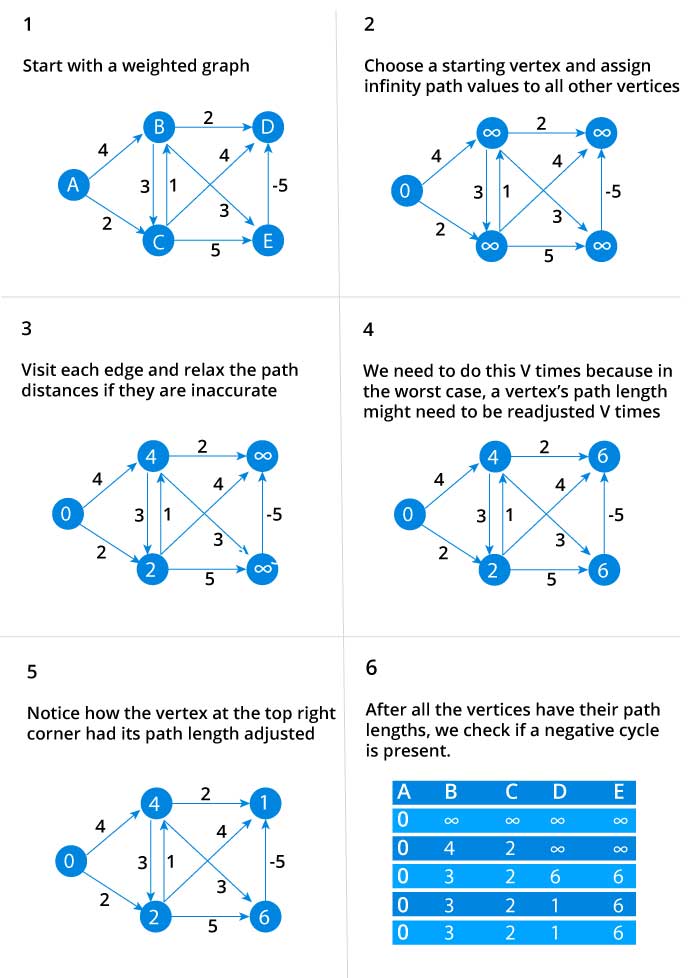 1
Start with a weighted graph
A
B
C
D
E
4
2
3
1
2
4
3
5
-5
2
Choose a starting vertex and assign
infinity path values to all other vertices
0
∞
∞
∞
∞
4
2
3
1
2
4
3
5
-5
3
Visit each edge and relax the path
distances if they are inaccurate
0
4
2
∞
∞
4
2
3
1
2
4
3
5
-5
4
We need to do this V times because in
the worst case, a vertex's path length
might need to be readjusted V times
0
4
2
6
6
4
2
3
1
2
4
3
5
-5
5
Notice how the vertex at the top right
corner had its path length adjusted
0
4
2
1
6
4
2
3
1
2
4
3
5
-5
6
After all the vertices have their path
lengths, we check if a negative cycle
is present.
A B C D E
0 ∞ ∞ ∞ ∞
0 4 2 ∞ ∞
0 3 2 6 6
0 3 2 1 6
0 3 2 1 6